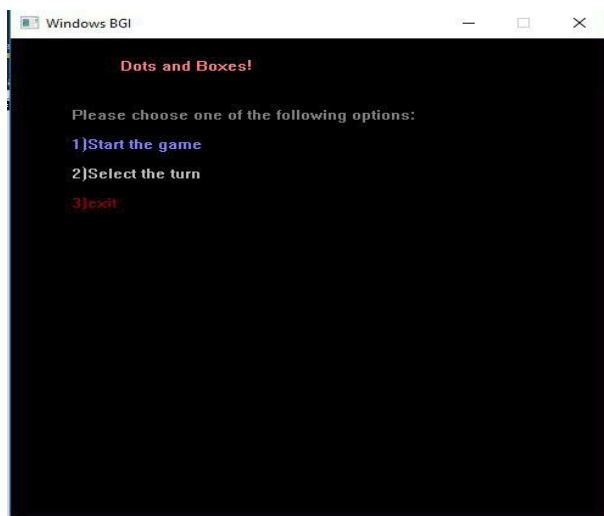 Windows BGI
Dots and Boxes!
Please choose one of the following options:
1)Start the game
2)Select the turn
3)exit